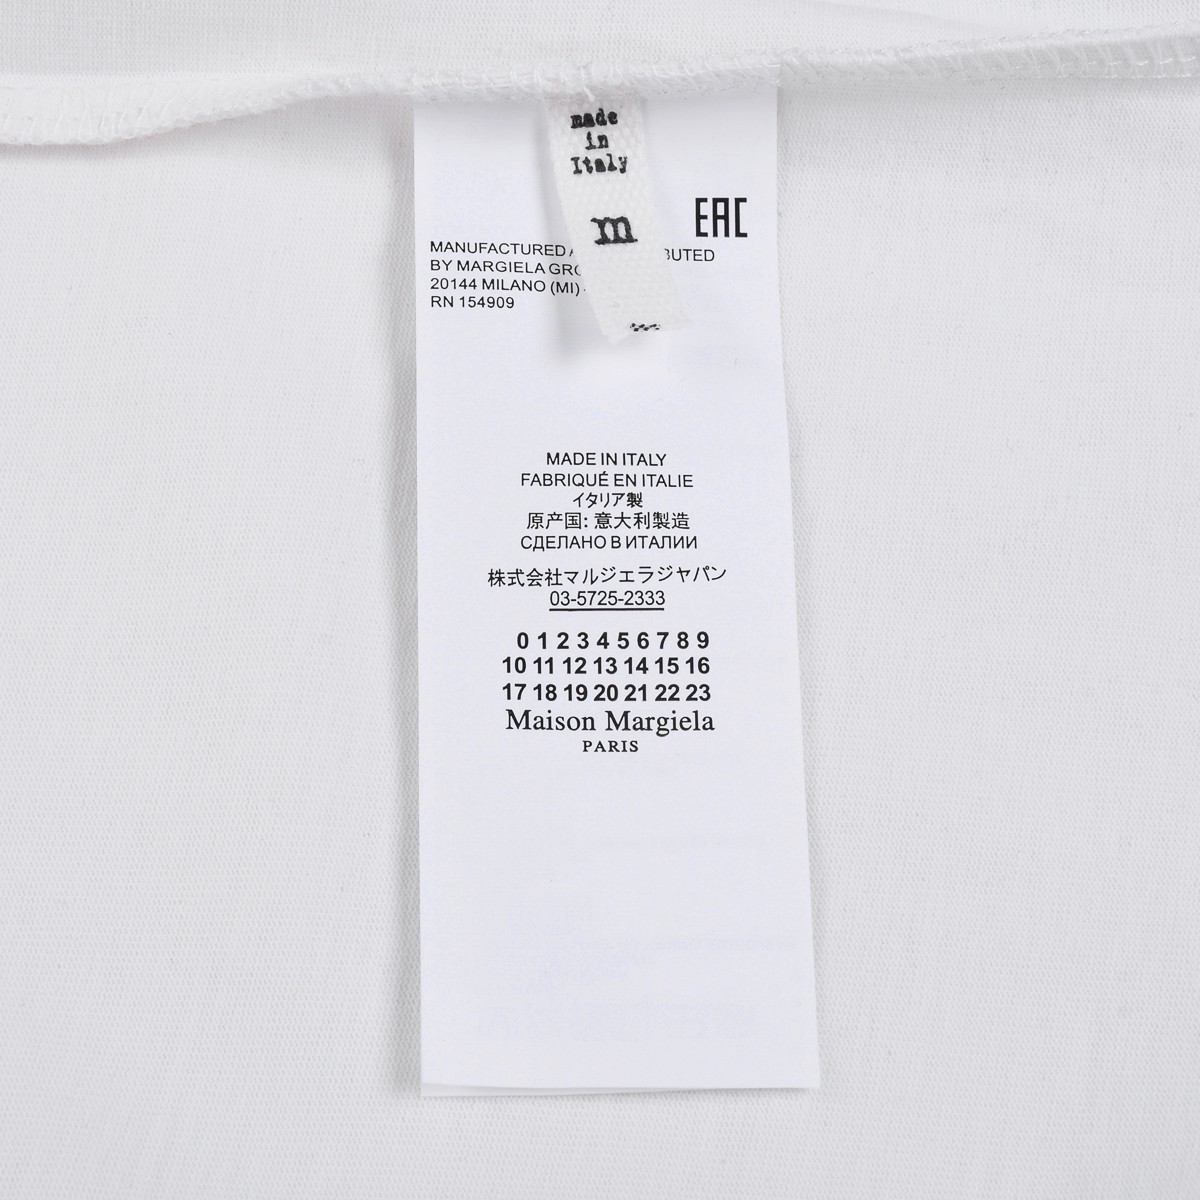 made
in
Italy
m
EAC
MANUFACTURED BUTED
BY MARGIELA
20144 MILANO (MI)
RN 154909
MADE IN ITALY
FABRIQUÉ EN ITALIE
イタリア製
原产国: 意大利製造
СДЕЛАНО В ИТАЛИИ
株式会社マルジェラジャパン
03-5725-2333
0 1 2 3 4 5 6 7 8 9
10 11 12 13 14 15 16
17 18 19 20 21 22 23
Maison Margiela
PARIS